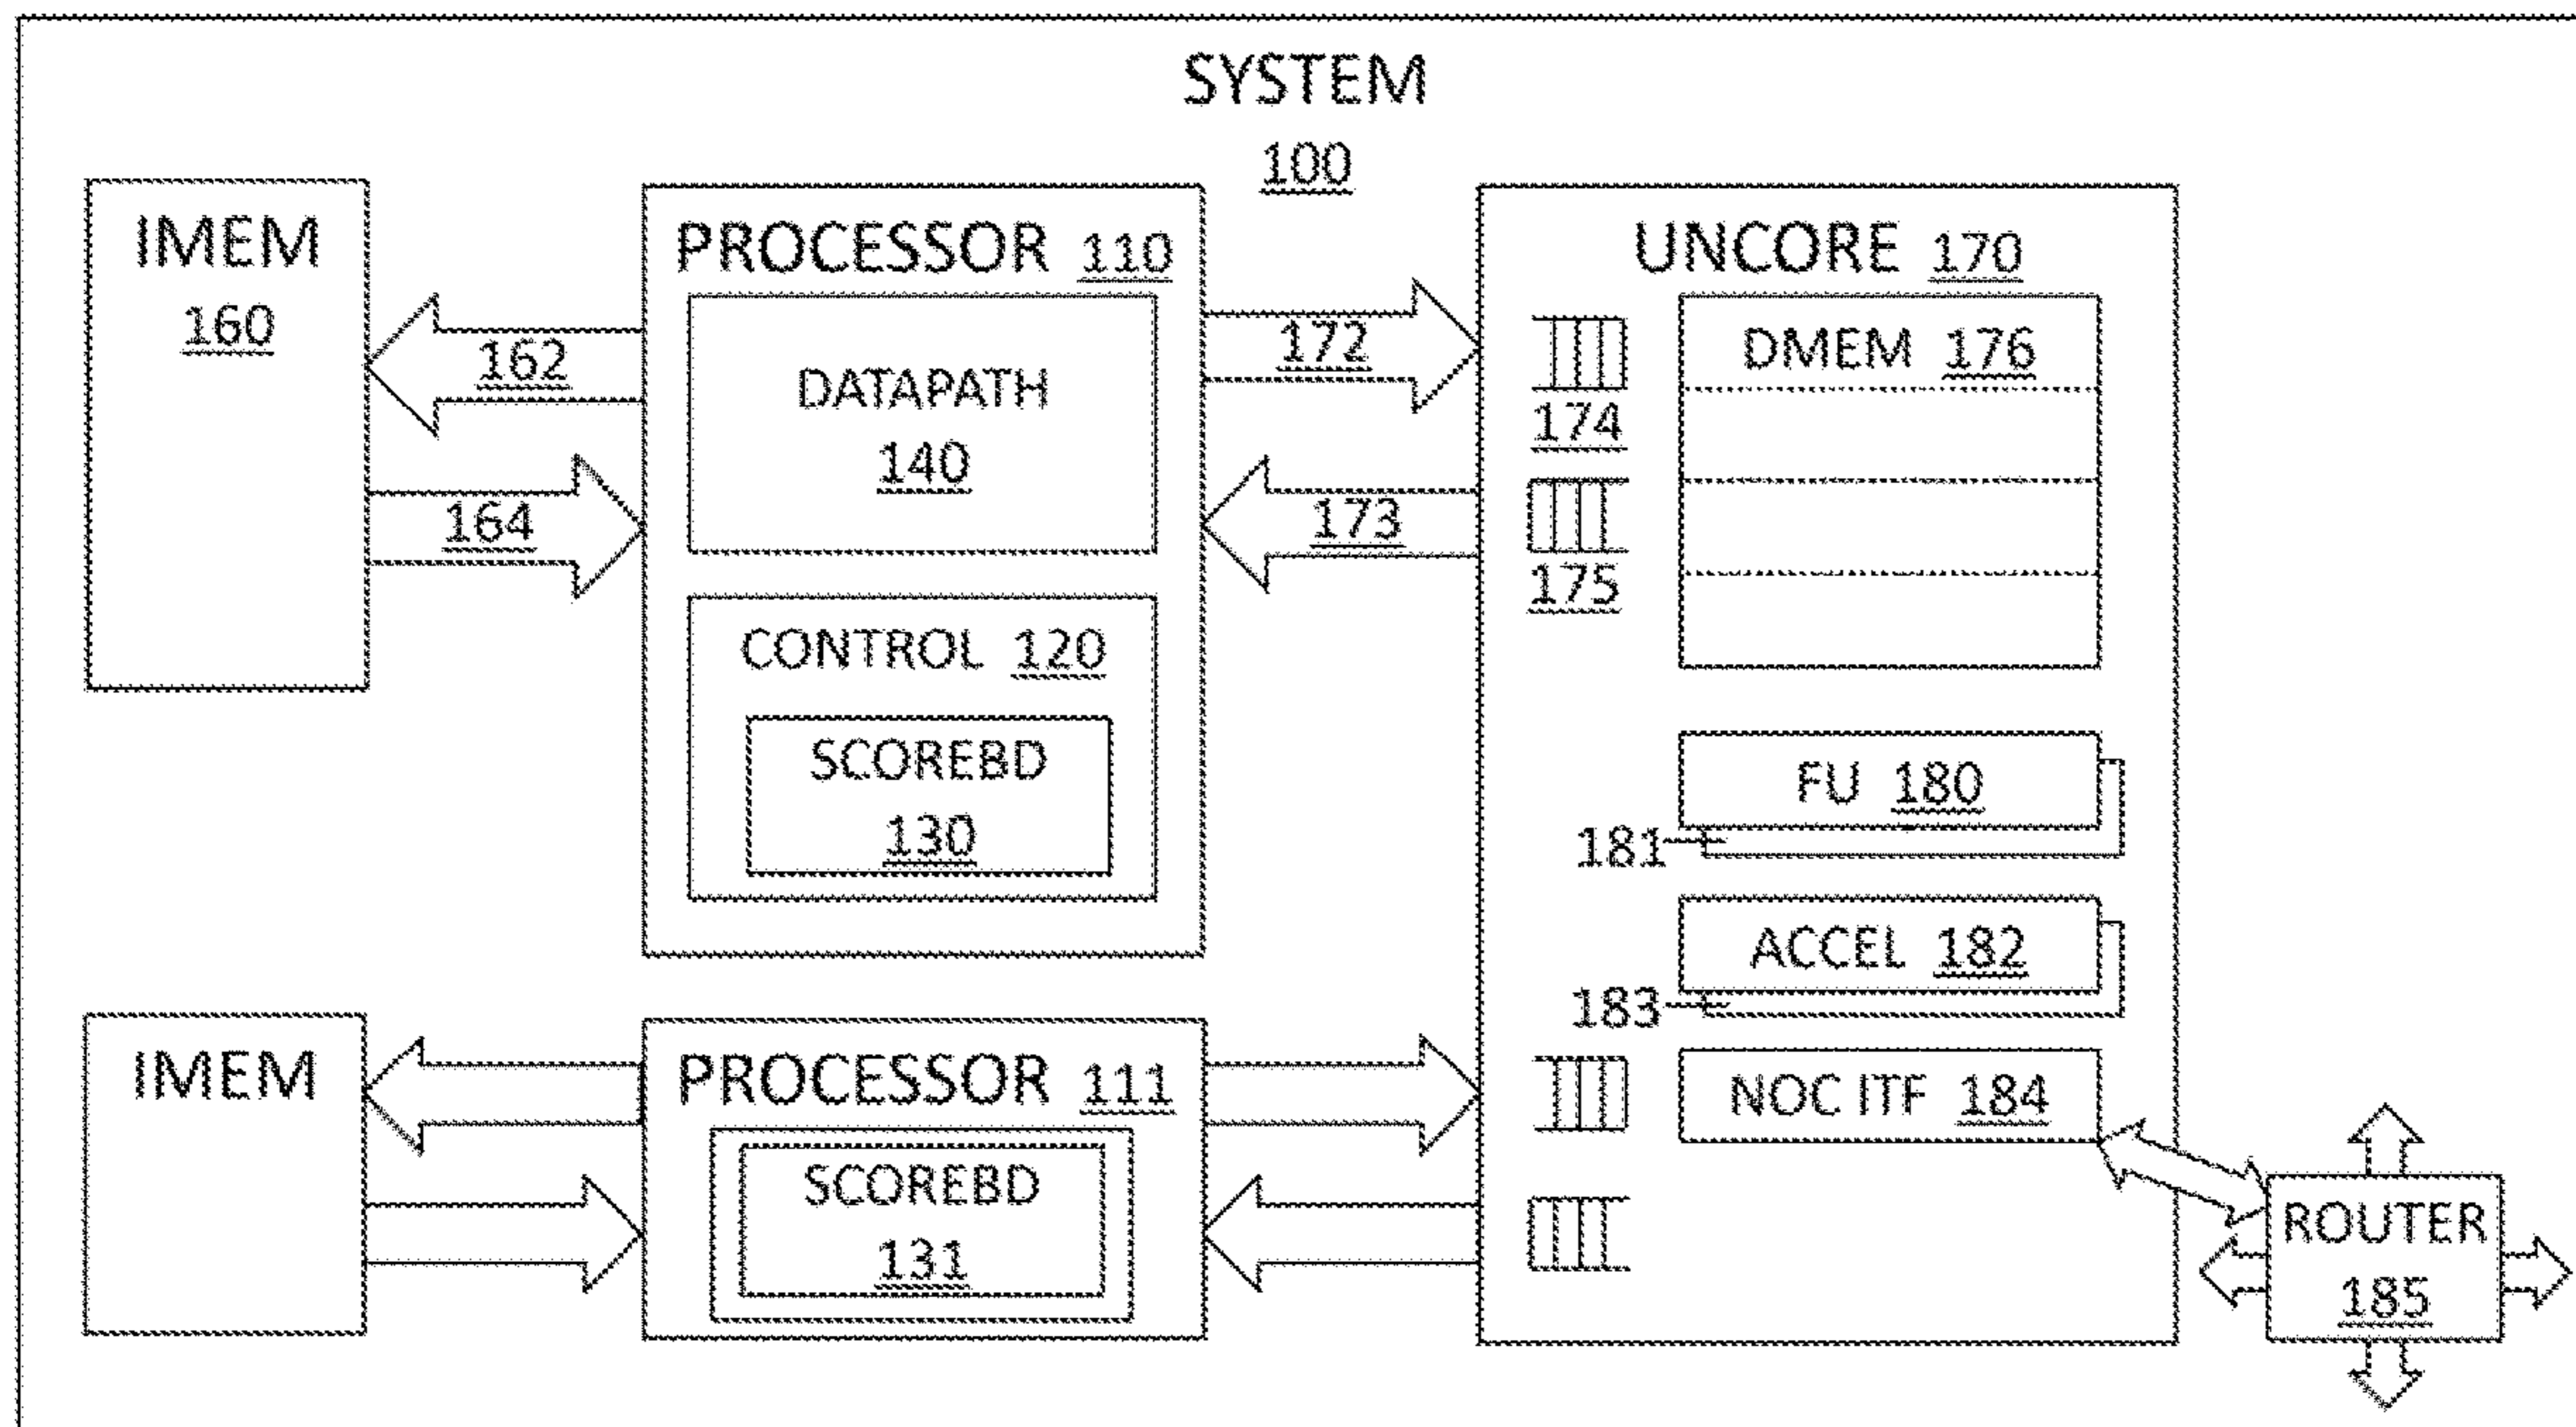 SYSTEM
100
IMEM
160
162
164
PROCESSOR 110
DATAPATH
140
CONTROL 120
SCOREBD
130
172
173
UNCORE 170
174
175
DMEM 176
FU 180
181
ACCEL 182
183
NOC ITF 184
IMEM
PROCESSOR 111
SCOREBD
131
ROUTER
185